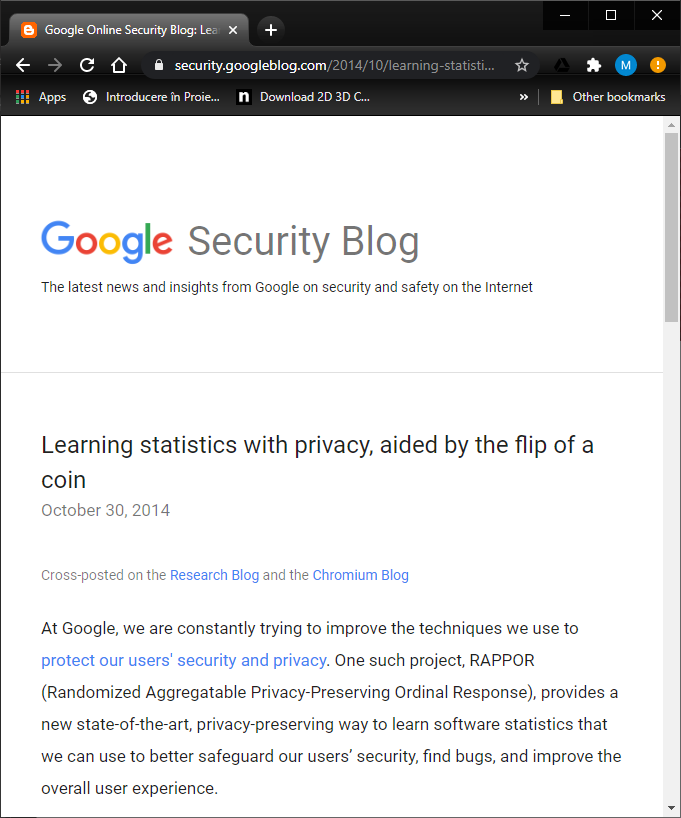 Google Online Security Blog: Lea
security.googleblog.com/2014/10/learning-statisti...
M
Apps
Introducere în Proie...
n
Download 2D 3D C...
»
Other bookmarks
Google Security Blog
The latest news and insights from Google on security and safety on the Internet
Learning statistics with privacy, aided by the flip of a
coin
October 30, 2014
Cross-posted on the Research Blog and the Chromium Blog
At Google, we are constantly trying to improve the techniques we use to
protect our users' security and privacy. One such project, RAPPOR
(Randomized Aggregatable Privacy-Preserving Ordinal Response), provides a
new state-of-the-art, privacy-preserving way to learn software statistics that
we can use to better safeguard our users’ security, find bugs, and improve the
overall user experience.